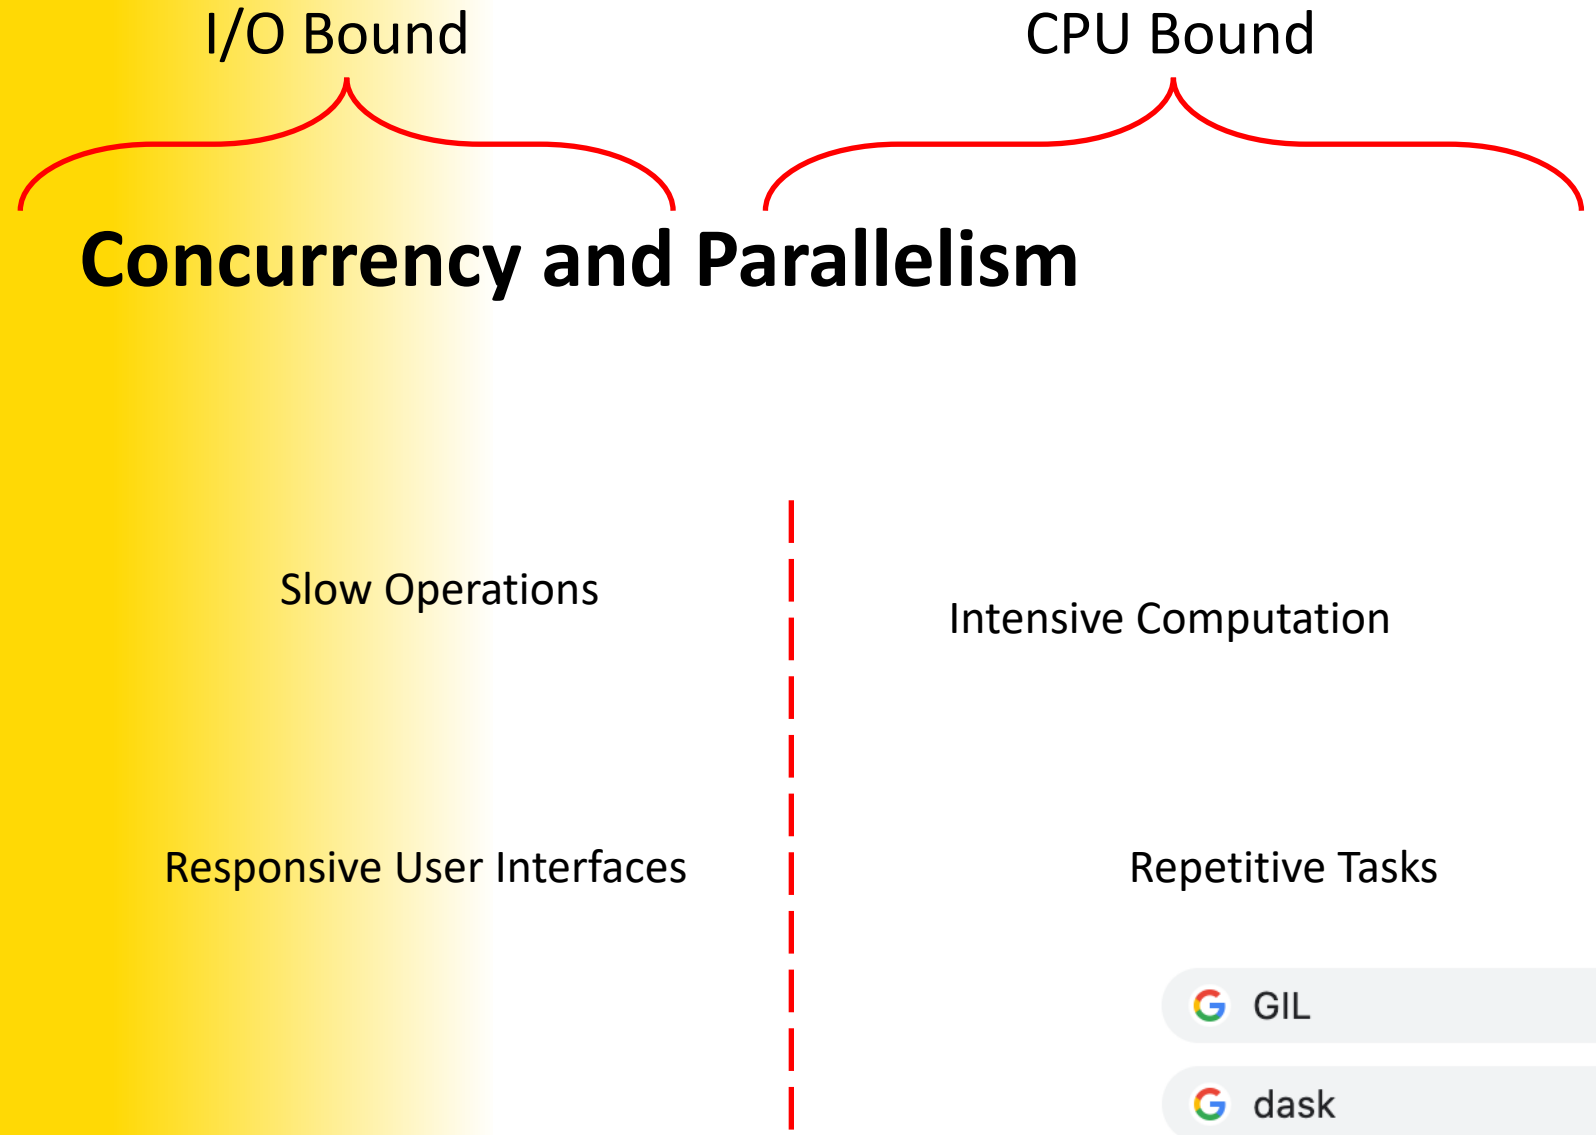 I/O Bound
CPU Bound
Concurrency and Parallelism
Slow Operations
Intensive Computation
Responsive User Interfaces
Repetitive Tasks
GIL
dask